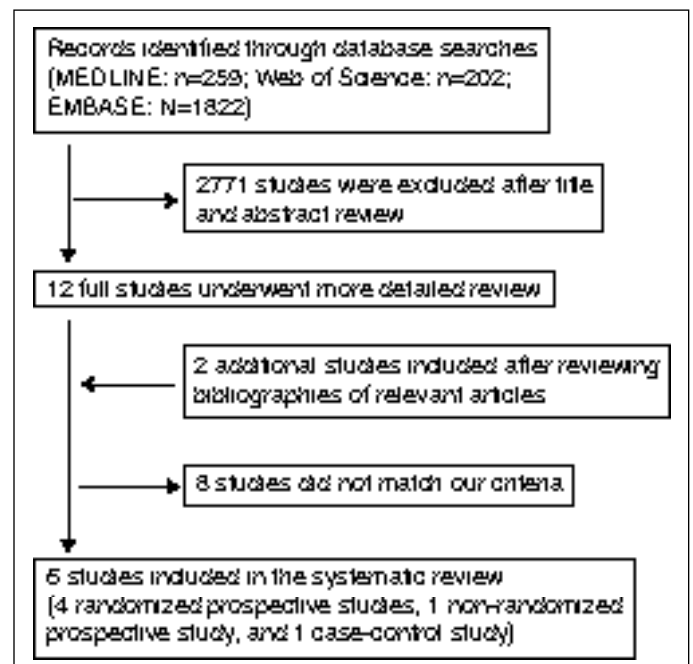 Records identified through database searches
(MEDLINE: n=259; Web of Science: n=202;
EMBASE: N=1822)
2771 studies were excluded after title
and abstract review
12 full studies underwent more detailed review
2 additional studies included after reviewing
bibliographies of relevant articles
8 studies did not match our criteria
6 studies included in the systematic review
(4 randomized prospective studies, 1 non-randomized
prospective study, and 1 case-control study)